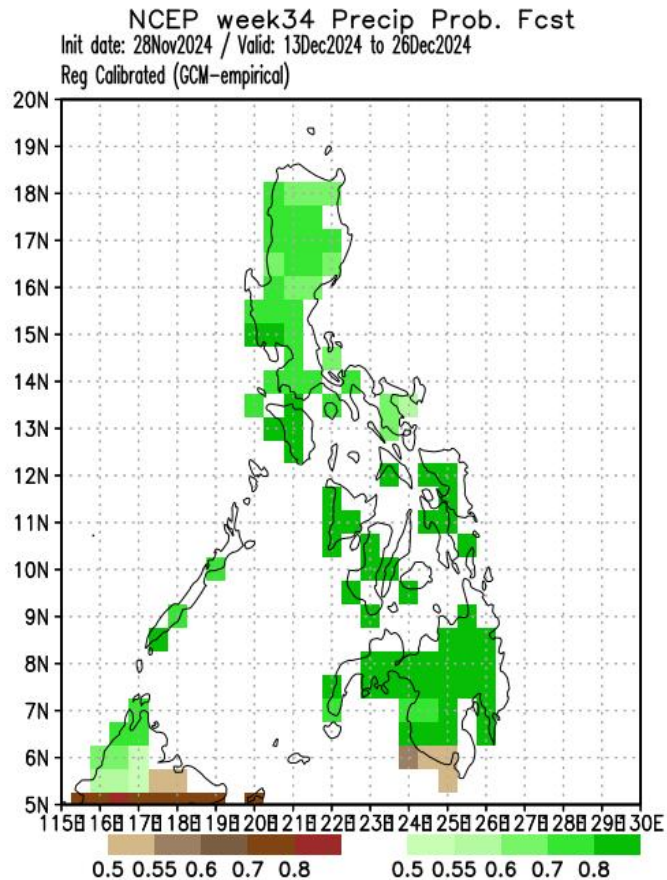 NCEP week34 Precip Prob. Fcst
Init date: 28Nov2024 / Valid: 13Dec2024 to 26Dec2024
Reg Calibrated (GCM-empirical)
20N
19N
18N
17N
16N
15N
14N
13N
12N
11N
10N
9N
8N
7N
6N
5N
0.5 0.55 0.6 0.7 0.8
0.5 0.55 0.6 0.7 0.8